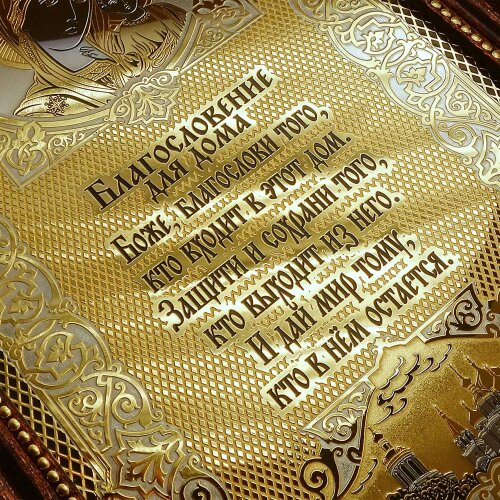 Благословение
для дома
Боже, благослови того,
кто входит в этот дом.
Защити и сохрани того,
кто выходит из него.
И дай мир тому,
кто в нём остается.